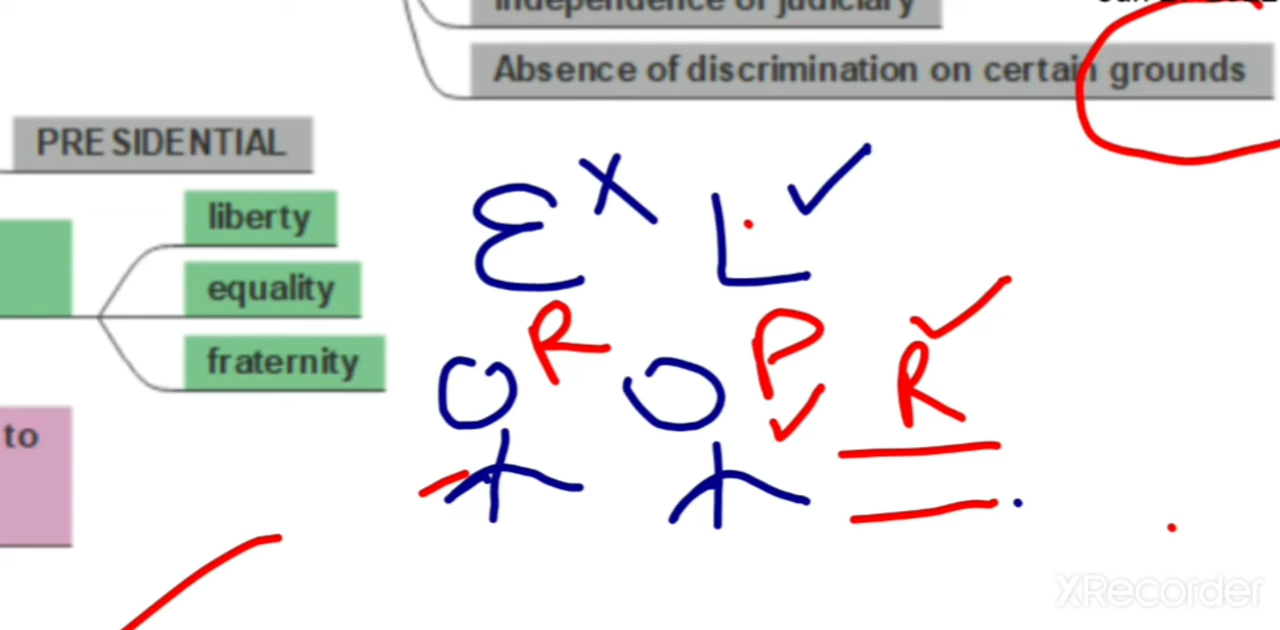 Independence of judiciary
Absence of discrimination on certain grounds
PRESIDENTIAL
liberty
equality
fraternity
to
E X L
R P R
XRecorder